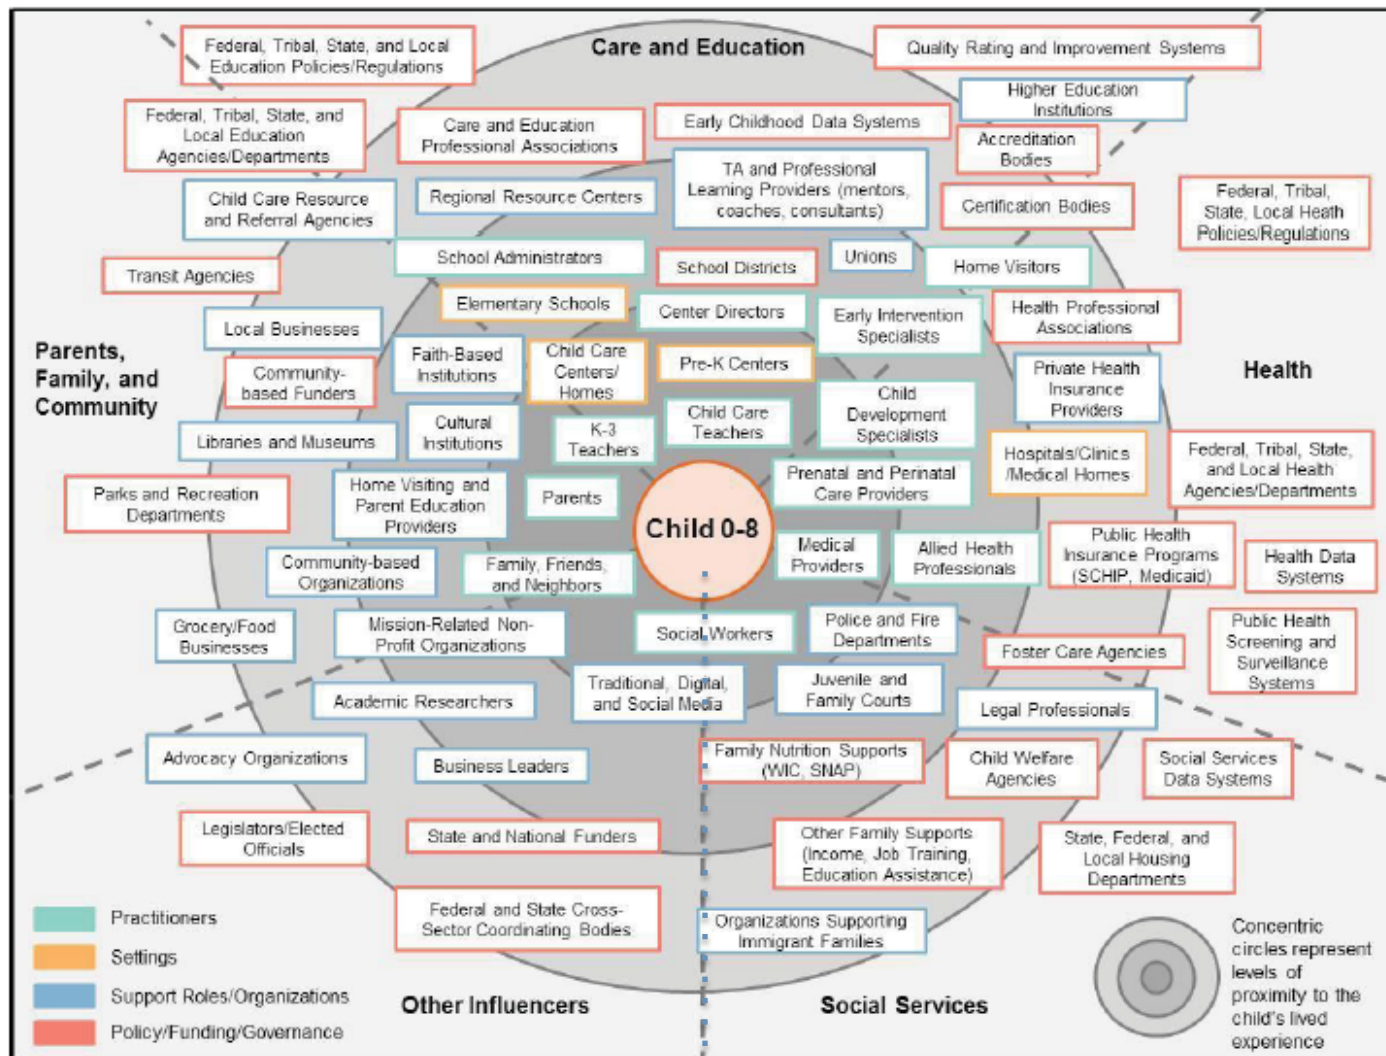 Care and Education
Federal, Tribal, State, and Local
Education Policies/Regulations
Quality Rating and Improvement Systems
Higher Education
Institutions
Federal, Tribal, State, and
Local Education
Agencies/Departments
Care and Education
Professional Associations
Early Childhood Data Systems
Accreditation
Bodies
TA and Professional
Learning Providers (mentors,
coaches, consultants)
Child Care Resource
and Referral Agencies
Regional Resource Centers
Certification Bodies
Federal, Tribal,
State, Local Heath
Policies/Regulations
School Administrators
School Districts
Unions
Home Visitors
Transit Agencies
Elementary Schools
Center Directors
Early Intervention
Specialists
Health Professional
Associations
Local Businesses
Parents,
Family, and
Community
Faith-Based
Institutions
Child Care
Centers/
Homes
Pre-K Centers
Private Health
Insurance
Providers
Health
Community-
based Funders
Libraries and Museums
Cultural
Institutions
K-3
Teachers
Child Care
Teachers
Child
Development
Specialists
Hospitals/Clinics
/Medical Homes
Federal, Tribal, State,
and Local Health
Agencies/Departments
Parks and Recreation
Departments
Home Visiting and
Parent Education
Providers
Parents
Prenatal and Perinatal
Care Providers
Child 0-8
Community-based
Organizations
Family, Friends,
and Neighbors
Medical
Providers
Allied Health
Professionals
Public Health
Insurance Programs
(SCHIP, Medicaid)
Health Data
Systems
Grocery/Food
Businesses
Mission-Related Non-
Profit Organizations
Social Workers
Police and Fire
Departments
Foster Care Agencies
Public Health
Screening and
Surveillance
Systems
Academic Researchers
Traditional, Digital,
and Social Media
Juvenile and
Family Courts
Legal Professionals
Advocacy Organizations
Business Leaders
Family Nutrition Supports
(WIC, SNAP)
Child Welfare
Agencies
Social Services
Data Systems
Legislators/Elected
Officials
State and National Funders
Other Family Supports
(Income, Job Training,
Education Assistance)
State, Federal, and
Local Housing
Departments
Federal and State Cross-
Sector Coordinating Bodies
Organizations Supporting
Immigrant Families
Other Influencers
Social Services
Practitioners
Settings
Support Roles/Organizations
Policy/Funding/Governance
Concentric
circles represent
levels of
proximity to the
child's lived
experience